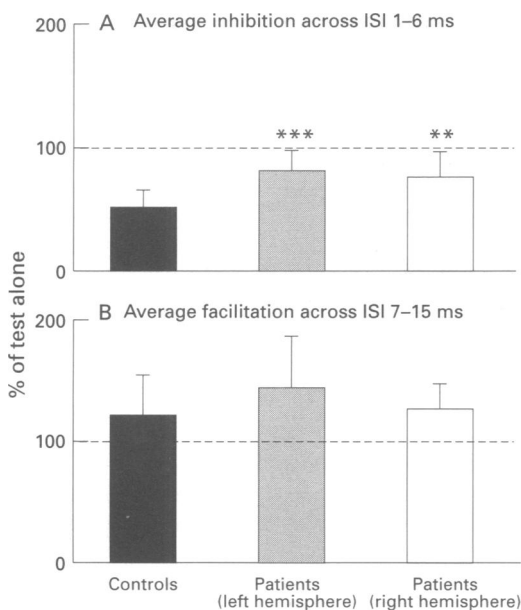 200
A Average inhibition across ISI 1–6 ms
*** **
100
0
% of test alone
B Average facilitation across ISI 7–15 ms
200
100
0
Controls
Patients
(left hemisphere)
Patients
(right hemisphere)